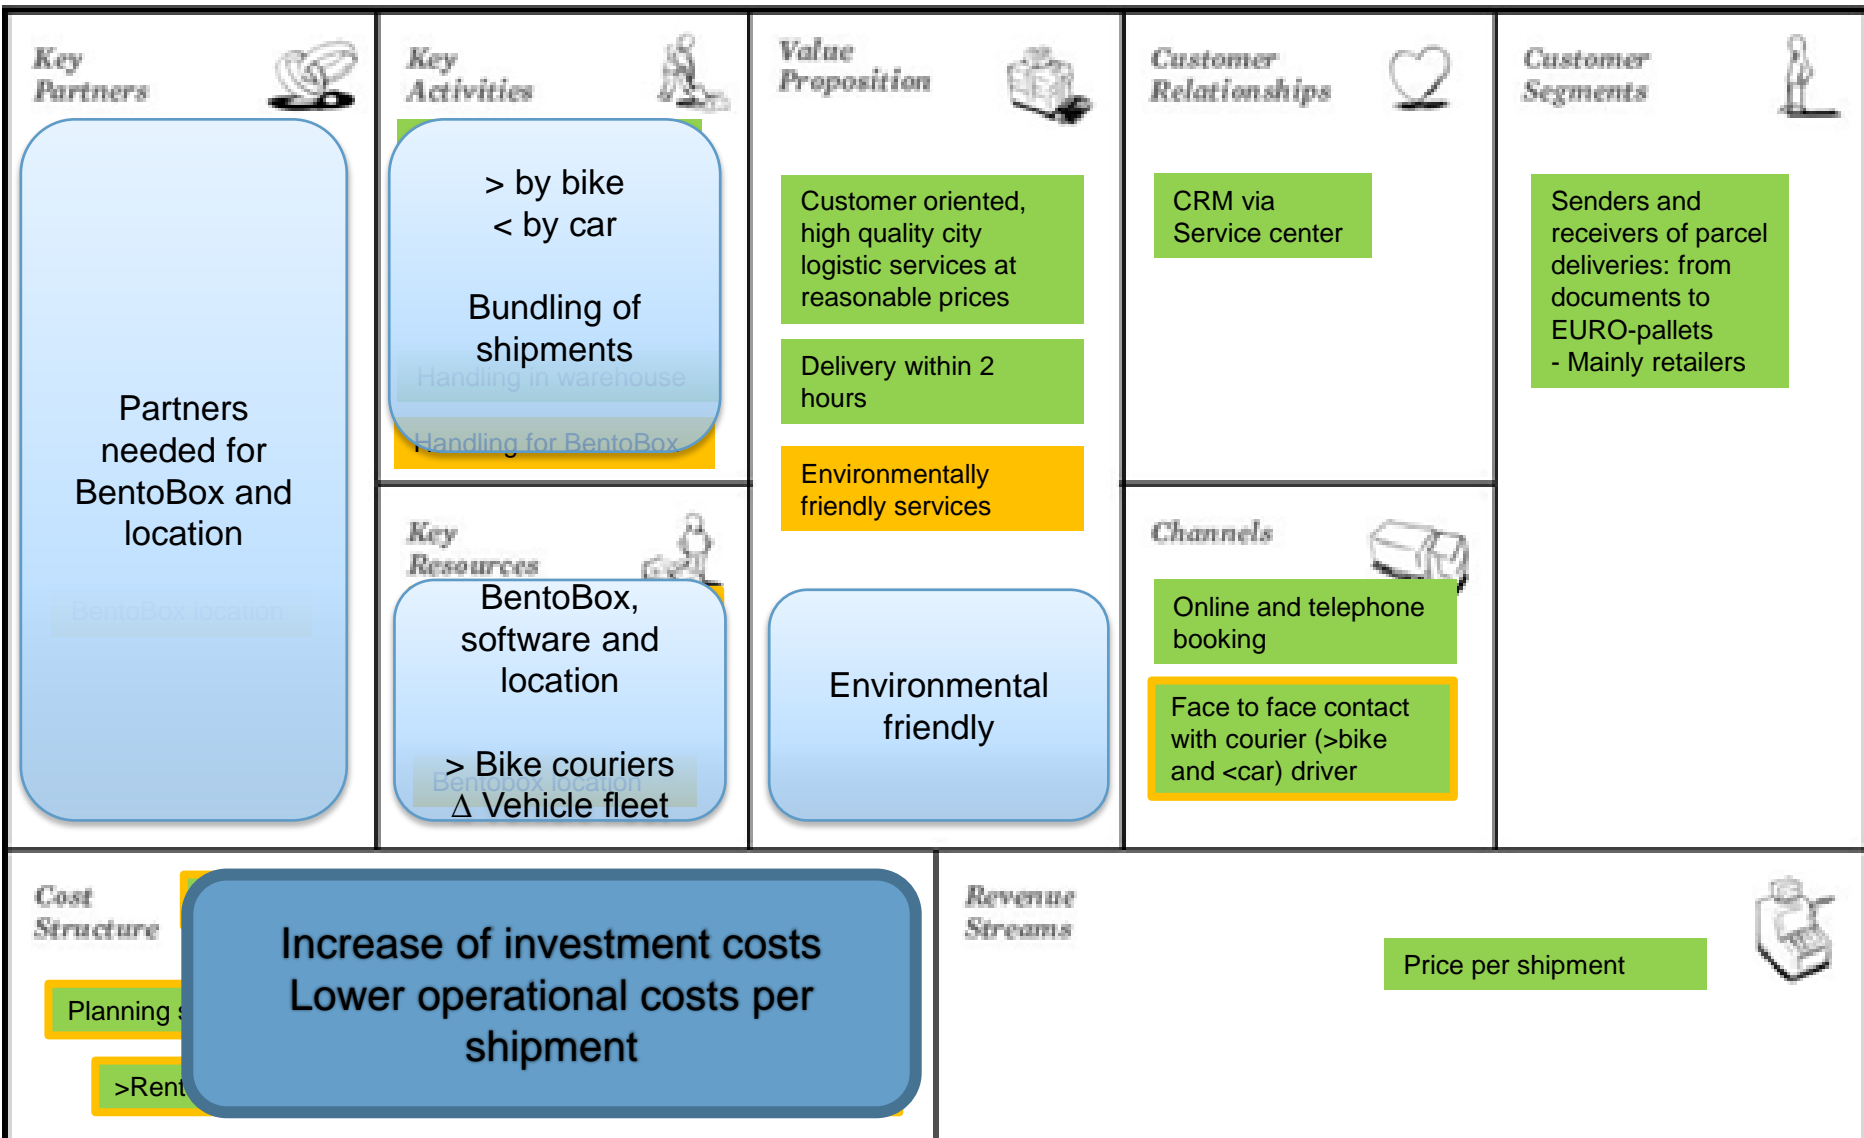 Key
Partners
Partners
needed for
BentoBox and
location
BentoBox location
Key
Activities
> by bike
< by car
Bundling of
shipments
Handling in warehouse
Handling for BentoBox
Key
Resources
BentoBox,
software and
location
> Bike couriers
Bentobox location
Δ Vehicle fleet
Value
Proposition
Customer oriented,
high quality city
logistic services at
reasonable prices
Delivery within 2
hours
Environmentally
friendly services
Environmental
friendly
Customer
Relationships
CRM via
Service center
Channels
Online and telephone
booking
Face to face contact
with courier (>bike
and <car) driver
Customer
Segments
Senders and
receivers of parcel
deliveries: from
documents to
EURO-pallets
- Mainly retailers
Cost
Structure
Planning
>Rent
Increase of investment costs
Lower operational costs per
shipment
Revenue
Streams
Price per shipment